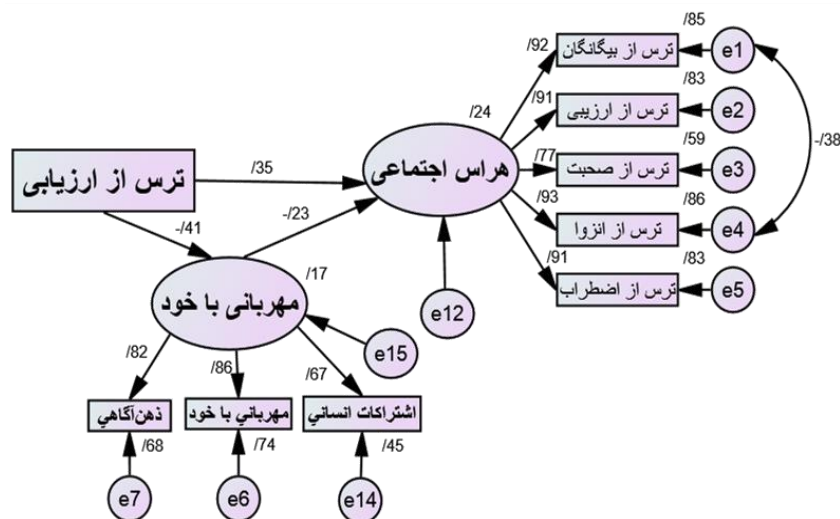 /85
/92
ترس از بیگانگان
e1
/83
/24
/91
ترس از ارزیبی
e2
/59
-/38
/35
هراس اجتماعی
/77
ترس از صحبت
e3
ترس از ارزیابی
/86
/93
-/41
-/23
ترس از انزوا
e4
/83
/91
/17
مهربانی با خود
ترس از اضطراب
e5
e12
/82
/86
/67
e15
ذهن‌آگاهي
مهرباني با خود
اشتراکات انساني
/68
/74
/45
e7
e6
e14